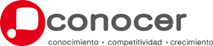 conocer
conocimiento • competitividad • crecimiento